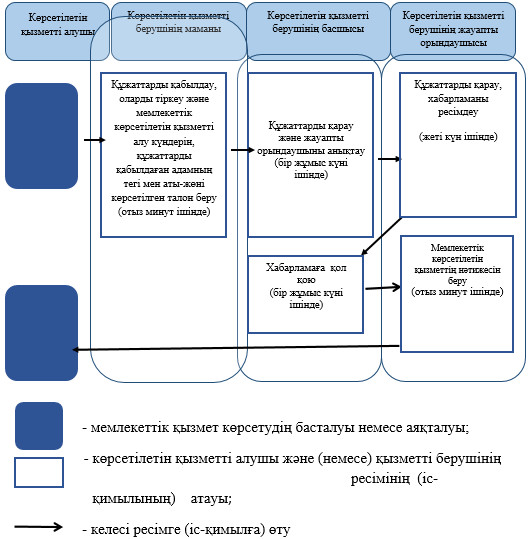 Көрсетілетін
қызметті алушы
Көрсетілетін қызметті
берушінің маманы
Көрсетілетін қызметті
берушінің басшысы
Көрсетілетін қызметті
берушінің жауапты
орындаушысы
Құжаттарды қабылдау,
оларды тіркеу және
мемлекеттік
көрсетілетін қызметті
алу күндерін,
құжаттарды
қабылдаған адамның
тегі мен аты-жөні
көрсетілген талон беру
(отыз минут ішінде)
Құжаттарды қарау
және жауапты
орындаушыны анықтау
(бір жұмыс күні
ішінде)
Құжаттарды қарау,
хабарламаны
ресімдеу
(жеті күн ішінде)
Хабарламаға қол
қою
(бір жұмыс күні
ішінде)
Мемлекеттік
көрсетілетін
қызметтің нәтижесін
беру
(отыз минут ішінде)
- мемлекеттік қызмет көрсетудің басталуы немесе аяқталуы;
- көрсетілетін қызметті алушы және (немесе) қызметті берушінің
ресімінің (іс-
қимылының) атауы;
- келесі ресімге (іс-қимылға) өту